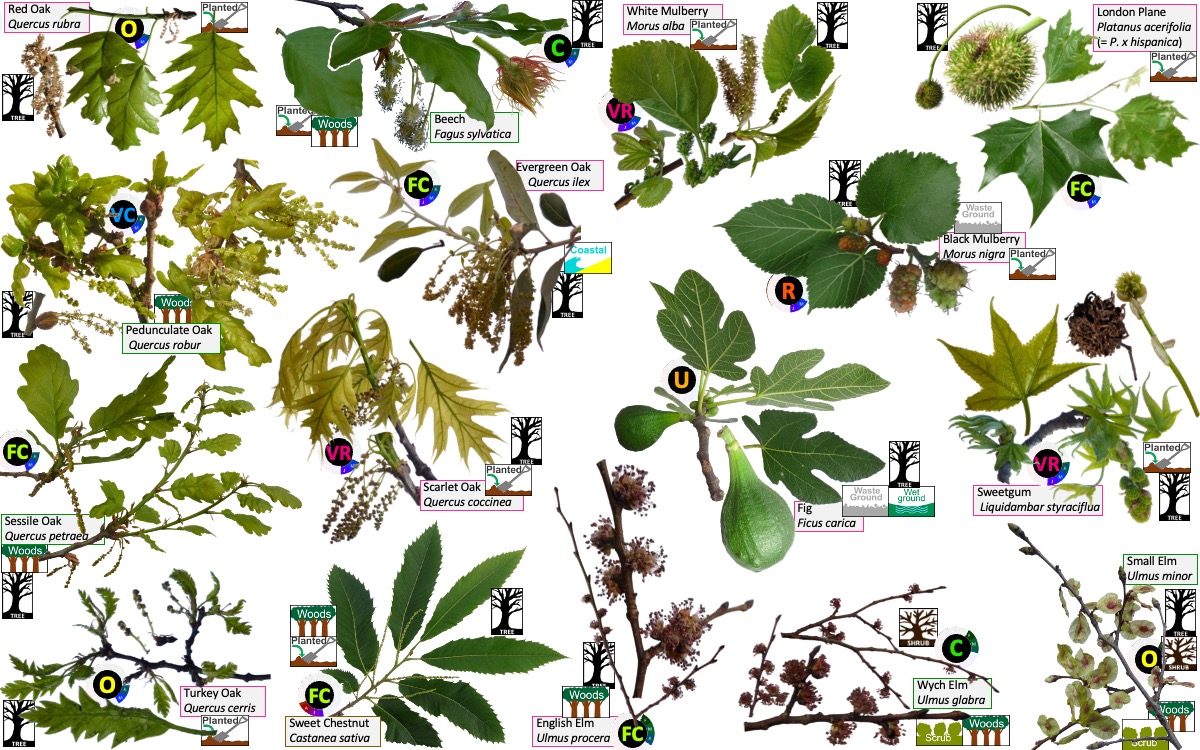 Red Oak
Quercus rubra
Planted
O
TREE
C
TREE
Planted
Woods
Beech
Fagus sylvatica
White Mulberry
Morus alba
Planted
TREE
VR
TREE
London Plane
Platanus acerifolia
(= P. x hispanica)
Planted
FC
VC
TREE
Woods
Pedunculate Oak
Quercus robur
Evergreen Oak
Quercus ilex
FC
Coastal
TREE
TREE
Waste
Ground
Black Mulberry
Morus nigra
Planted
R
FC
Sessile Oak
Quercus petraea
Woods
TREE
VR
TREE
Planted
Scarlet Oak
Quercus coccinea
U
TREE
Waste
Ground
Wet
ground
Fig
Ficus carica
VR
Planted
TREE
Sweetgum
Liquidambar styraciflua
O
Turkey Oak
Quercus cerris
Planted
TREE
Woods
Planted
TREE
FC
Sweet Chestnut
Castanea sativa
TREE
Woods
English Elm
Ulmus procera
FC
SHRUB
C
Wych Elm
Ulmus glabra
Scrub
Woods
Small Elm
Ulmus minor
TREE
SHRUB
O
Woods
Scrub